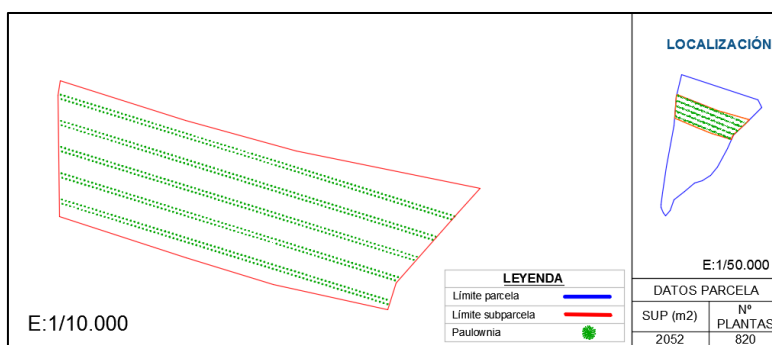 LOCALIZACIÓN
E:1/50.000
E:1/10.000
LEYENDA
Límite parcela
Límite subparcela
Paulownia
DATOS PARCELA
SUP (m2)
Nº
PLANTAS
2052
820